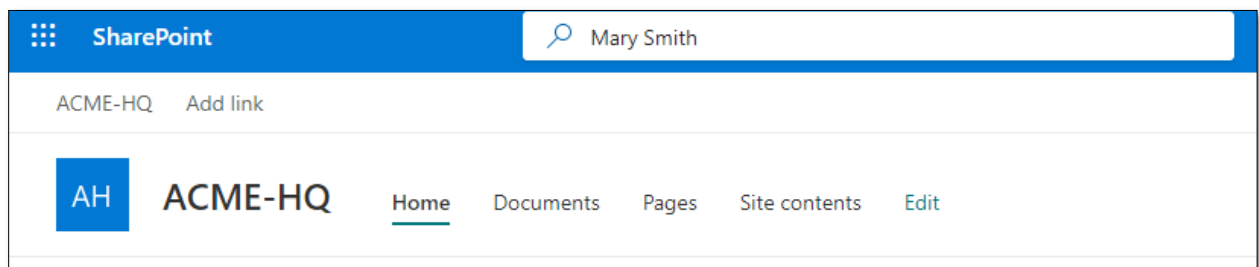 SharePoint Mary Smith
ACME-HQ Add link
AH ACME-HQ Home Documents Pages Site contents Edit